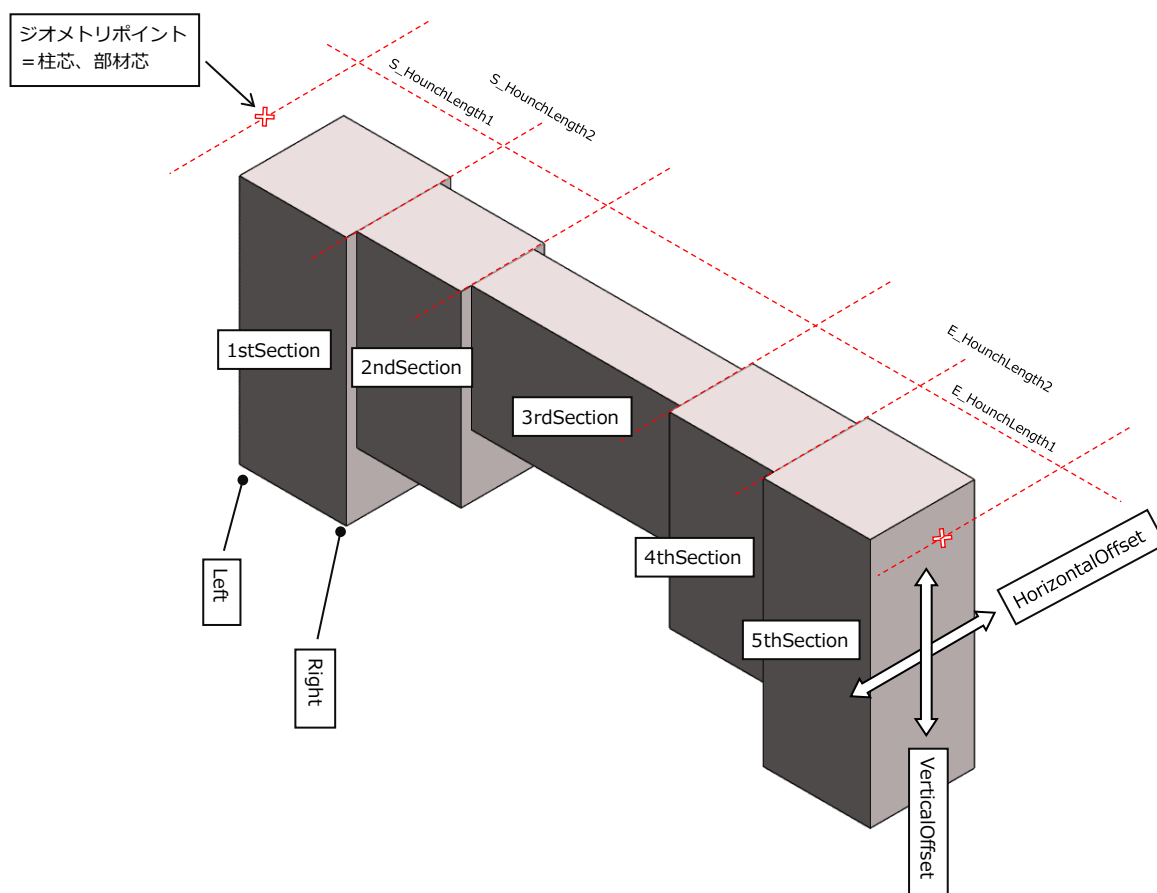 ジオメトリポイント
＝柱芯、部材芯
S_HounchLength1
S_HounchLength2
1stSection
2ndSection
3rdSection
4thSection
5thSection
E_HounchLength2
E_HounchLength1
HorizontalOffset
VerticalOffset
Left
Right